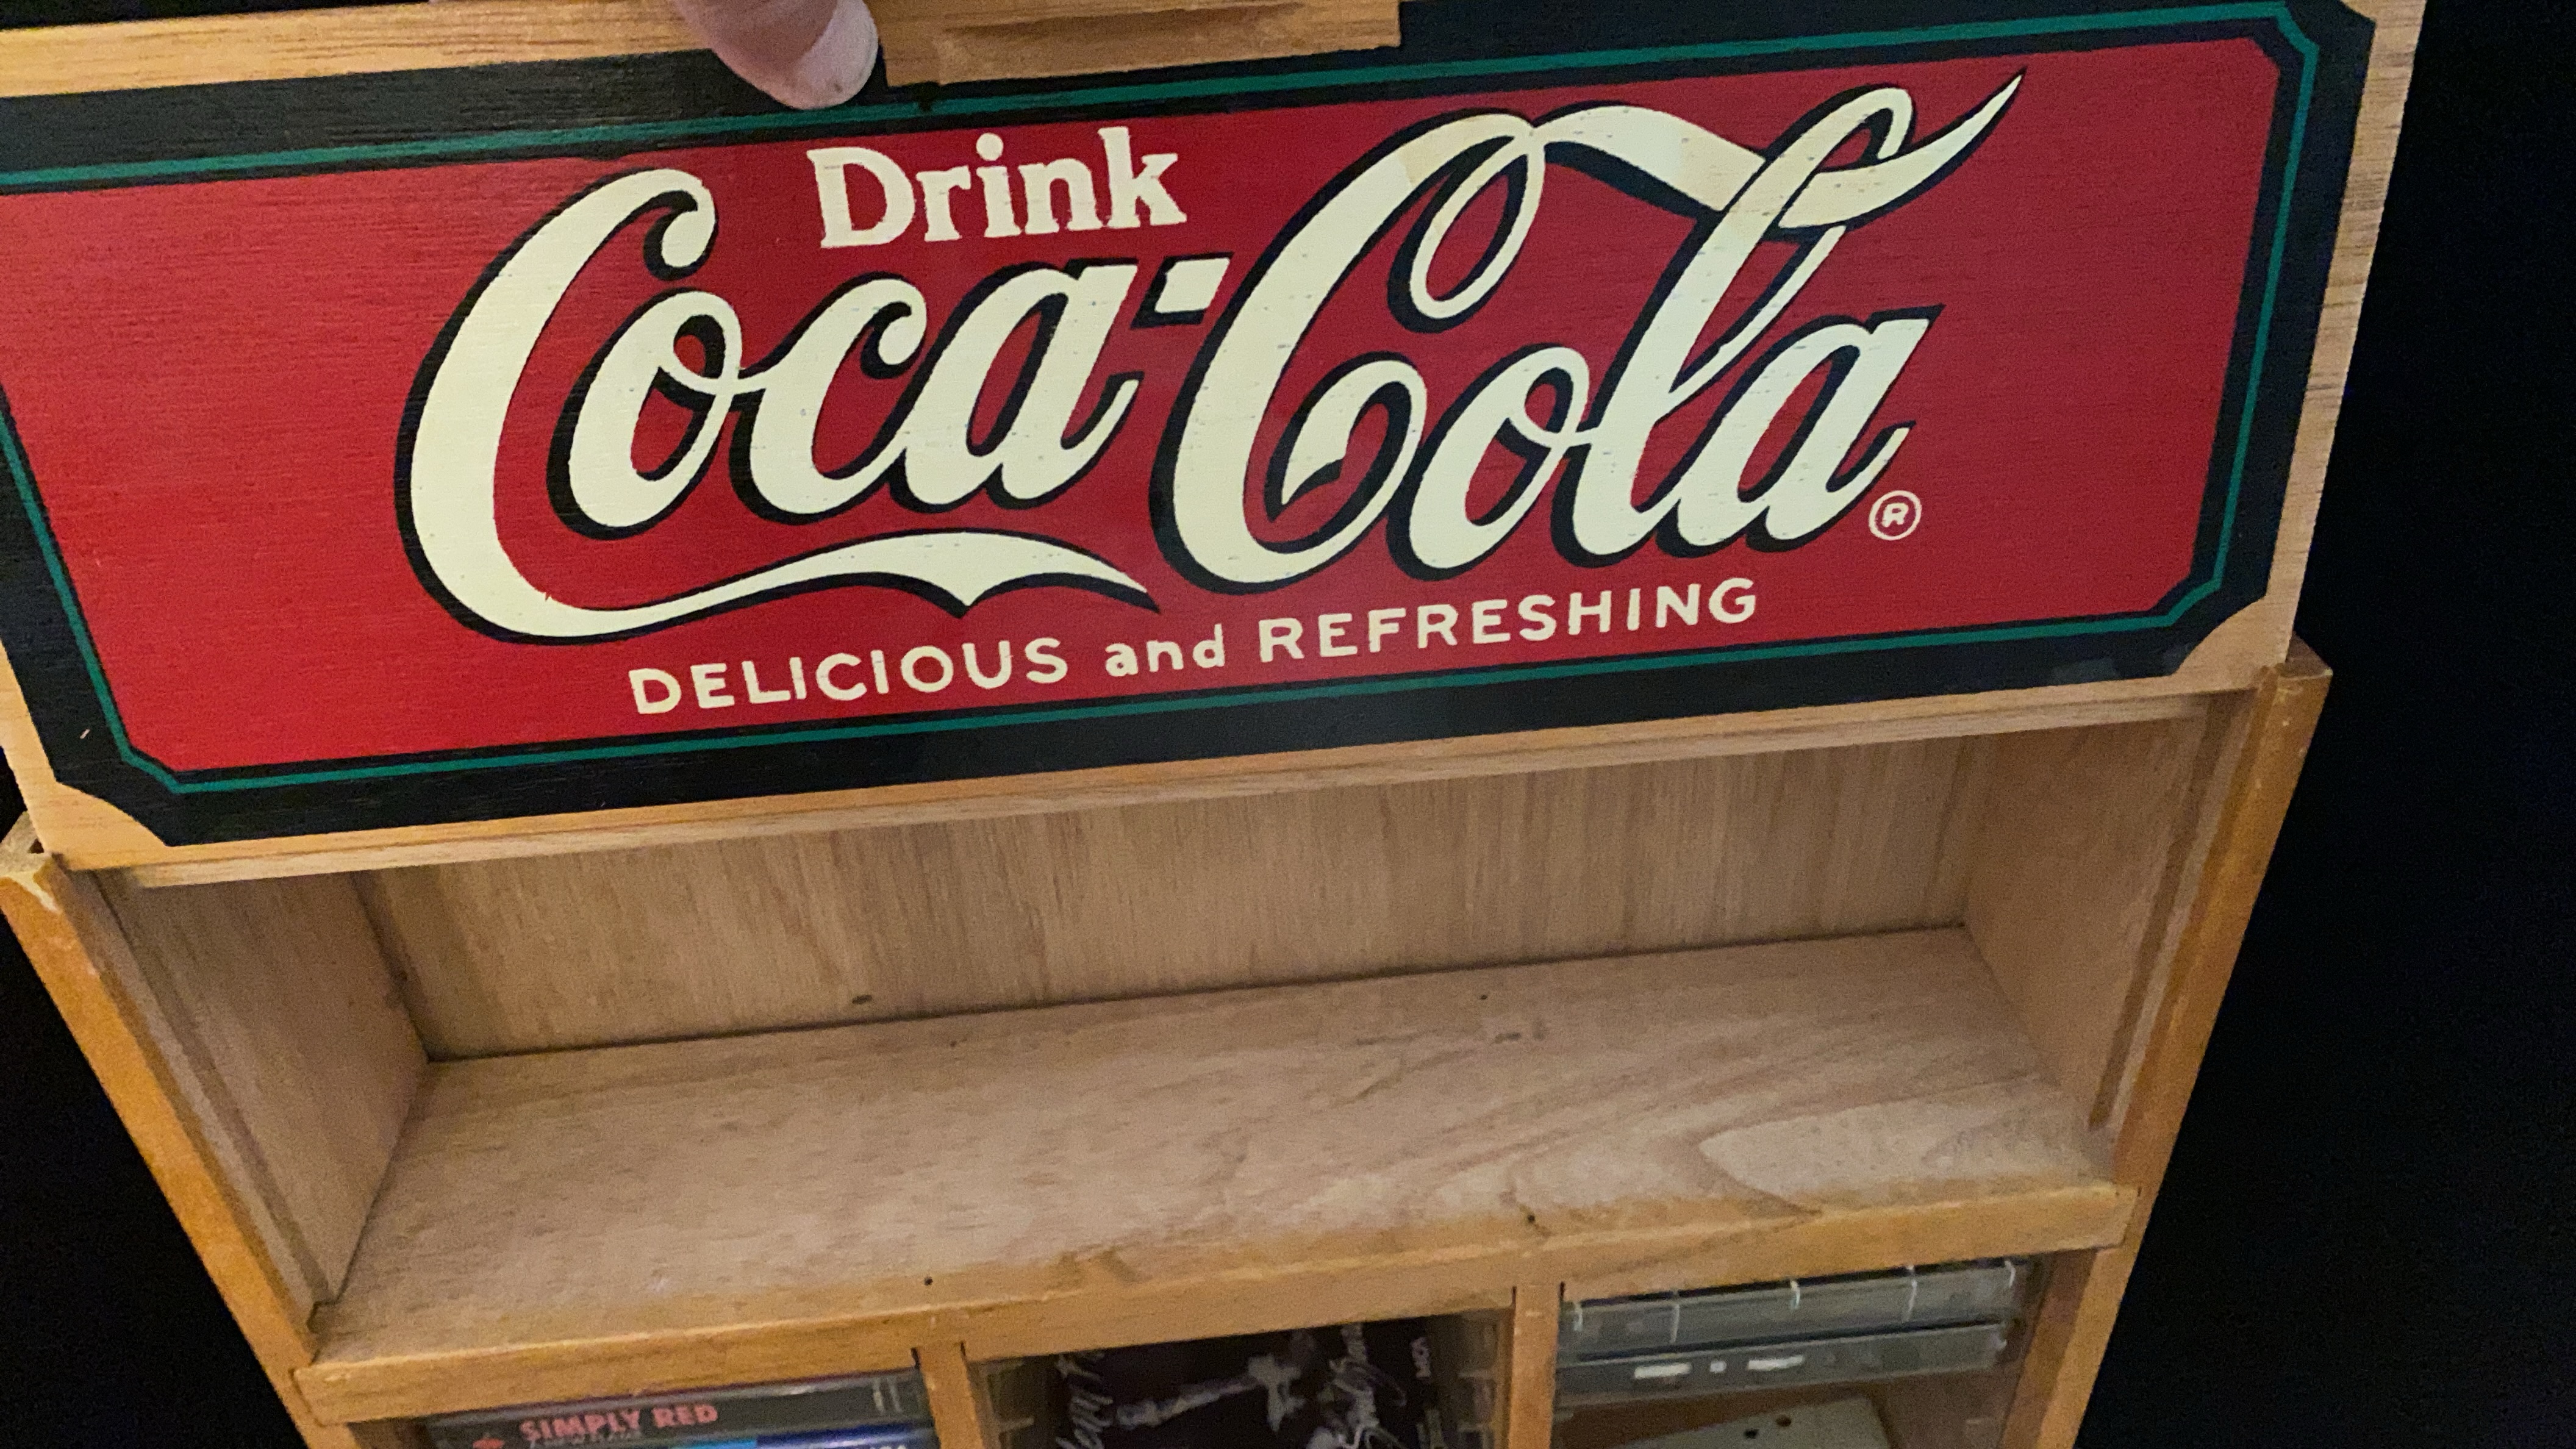 Drink
Coca-Cola®
DELICIOUS and REFRESHING
SIMPLY RED